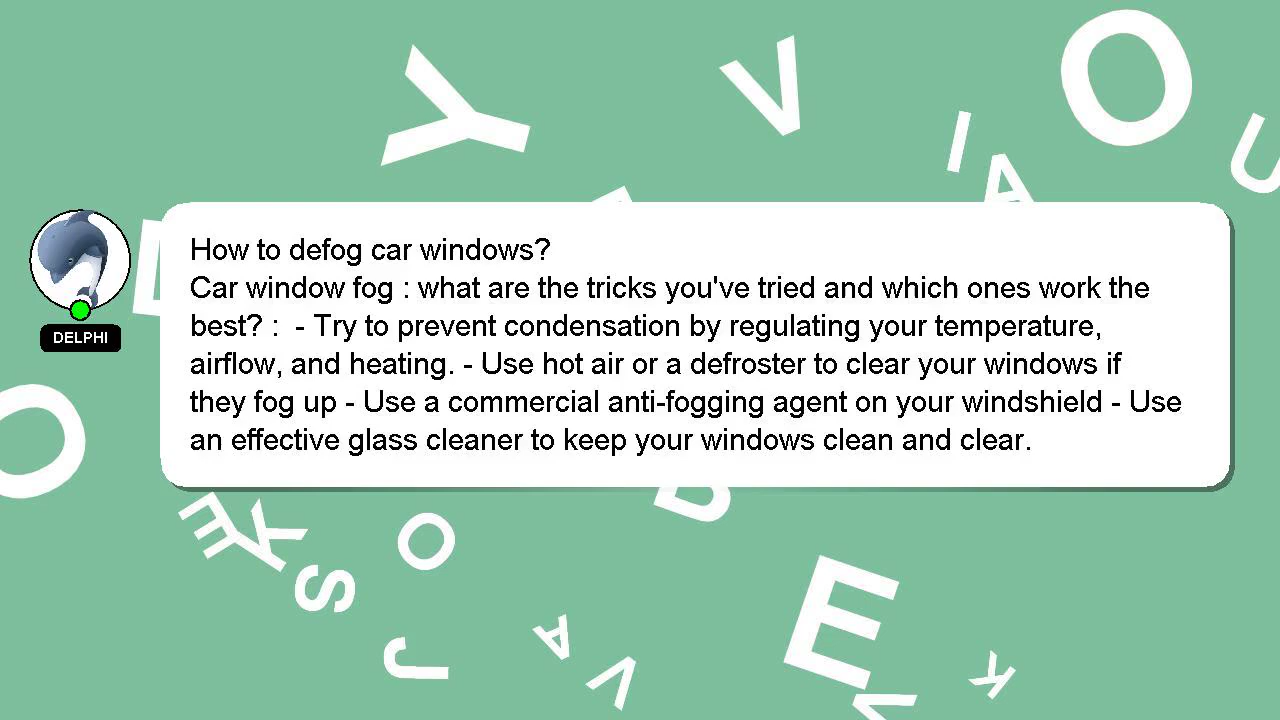 Y
V
O
I
A
U
How to defog car windows?
Car window fog : what are the tricks you've tried and which ones work the
best? :  - Try to prevent condensation by regulating your temperature,
airflow, and heating. - Use hot air or a defroster to clear your windows if
they fog up - Use a commercial anti-fogging agent on your windshield - Use
an effective glass cleaner to keep your windows clean and clear.
DELPHI
O
E
K
S
O
J
A
V
E
K
V